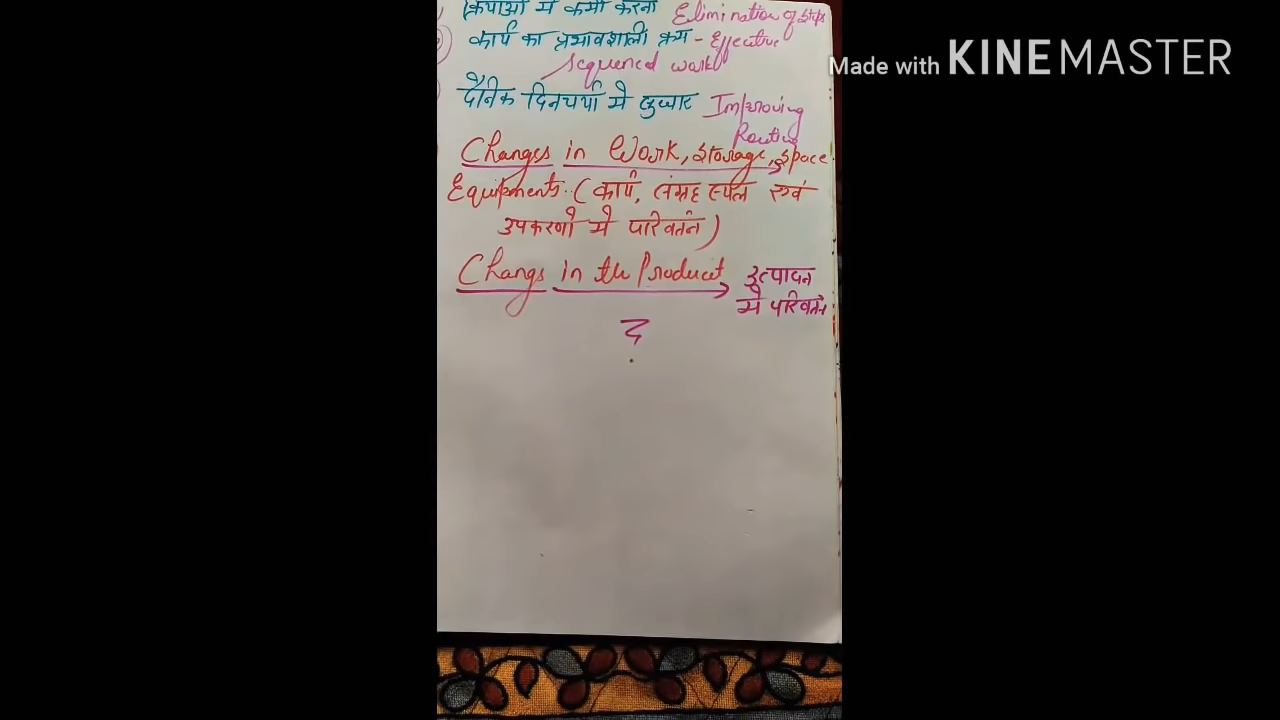 क्रियाओं में कमी करना Elimination of steps
कार्य का प्रभावशाली क्रम - Effective
sequenced work
दैनिक दिनचर्या में सुधार Improving
Routine
Changes in Work, Storage, space
Equipments (कार्य, संग्रह स्थल एवं
उपकरणों में परिवर्तन)
Changs in the Product उत्पादन
में परिवर्तन
Made with KINEMASTER